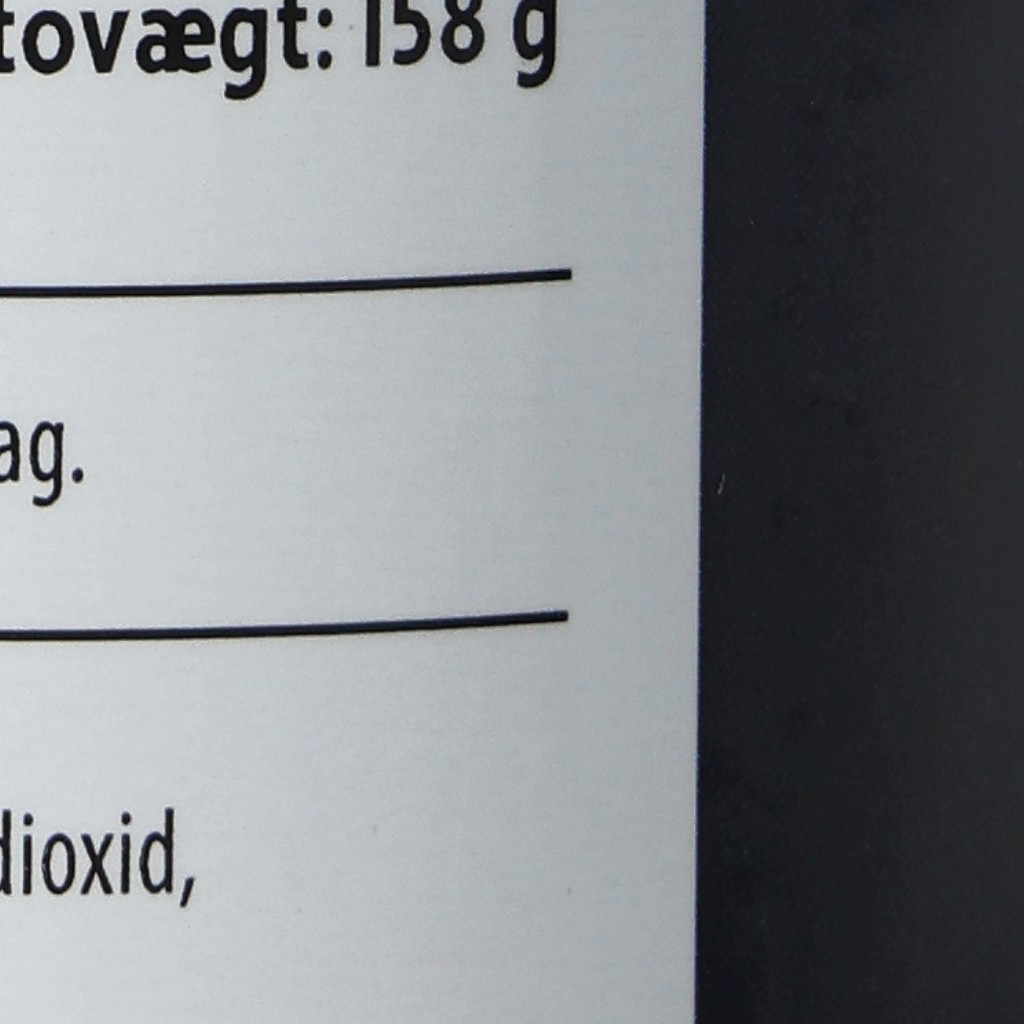 tovægt: 158 g
ag.
dioxid,